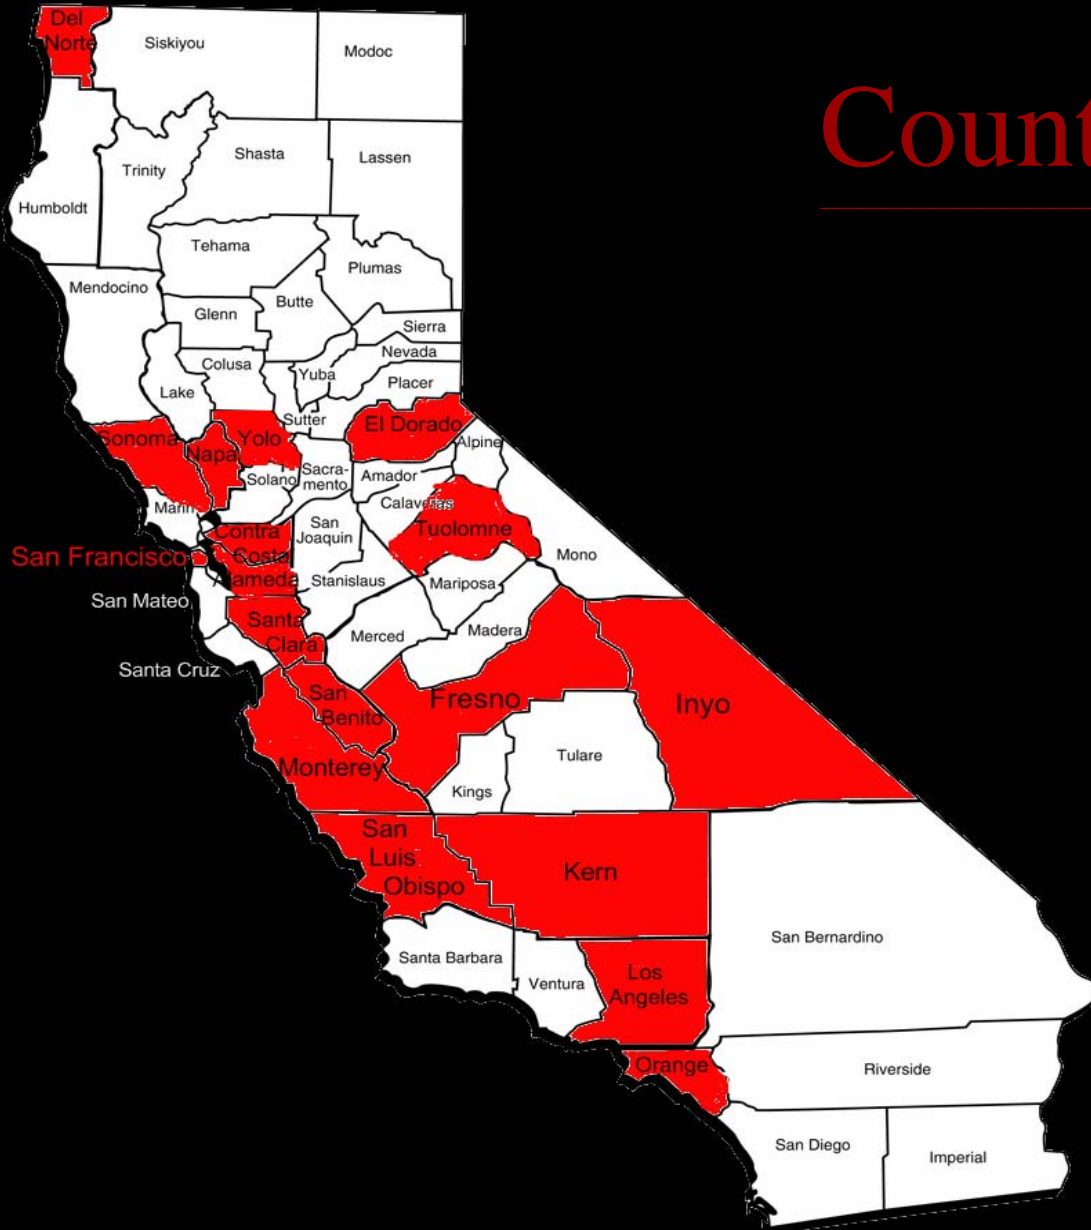 Del
Norte
Siskiyou
Modoc
Count
Shasta
Lassen
Trinity
Humboldt
Tehama
Plumas
Mendocino
Butte
Glenn
Sierra
Nevada
Colusa
Yuba
Placer
Lake
Sutter
El Dorado
Sonoma
Yolo
Alpine
Napa
Sacra-
mento
Solano
Amador
Calaveras
Marin
San
Joaquin
Tuolomne
Contra
Costa
San Francisco
Mono
Alameda
Stanislaus
Mariposa
San Mateo
Santa
Clara
Merced
Madera
Santa Cruz
San
Benito
Fresno
Inyo
Tulare
Monterey
Kings
San
Luis
Obispo
Kern
San Bernardino
Santa Barbara
Ventura
Los
Angeles
Orange
Riverside
San Diego
Imperial